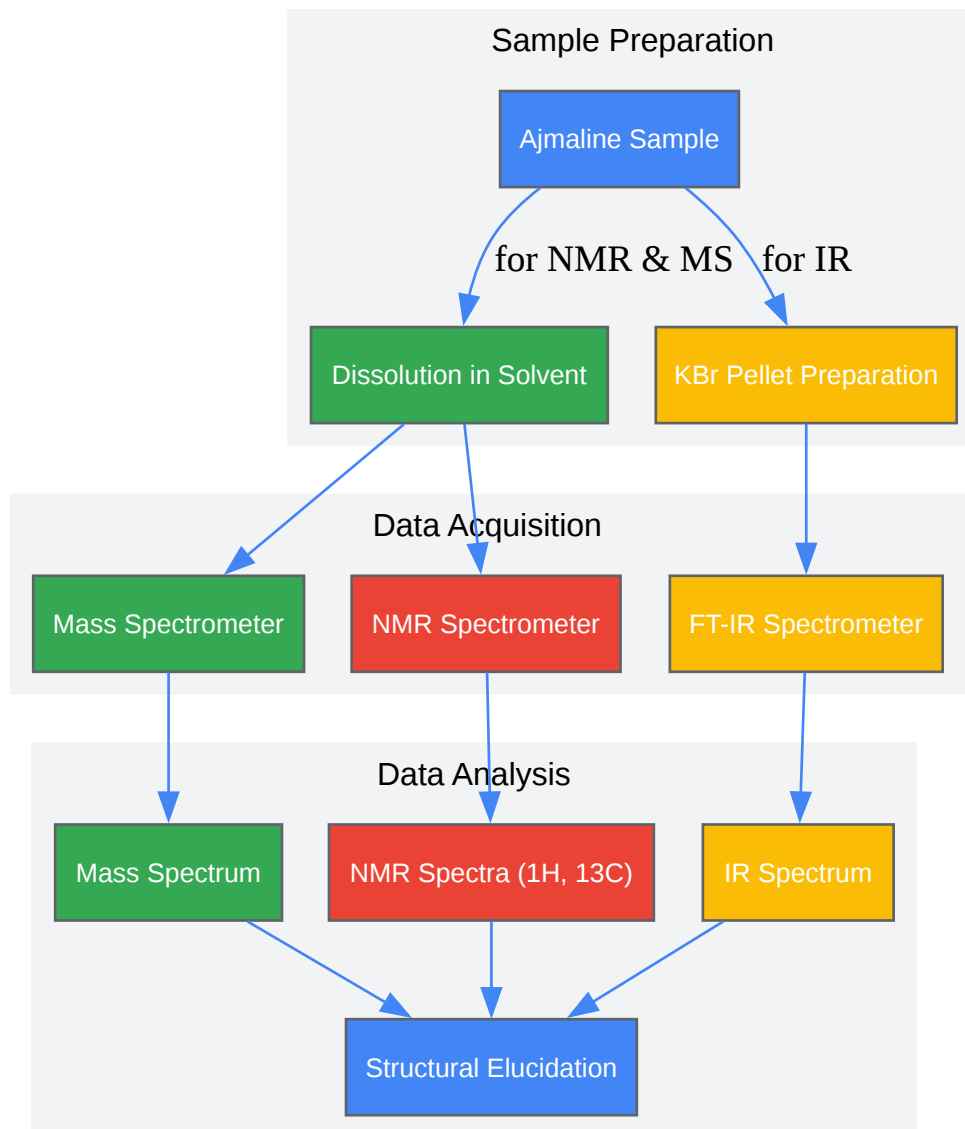 Sample Preparation
Ajmaline Sample
for NMR & MS
for IR
Dissolution in Solvent
KBr Pellet Preparation
Data Acquisition
Mass Spectrometer
NMR Spectrometer
FT-IR Spectrometer
Data Analysis
Mass Spectrum
NMR Spectra (1H, 13C)
IR Spectrum
Structural Elucidation